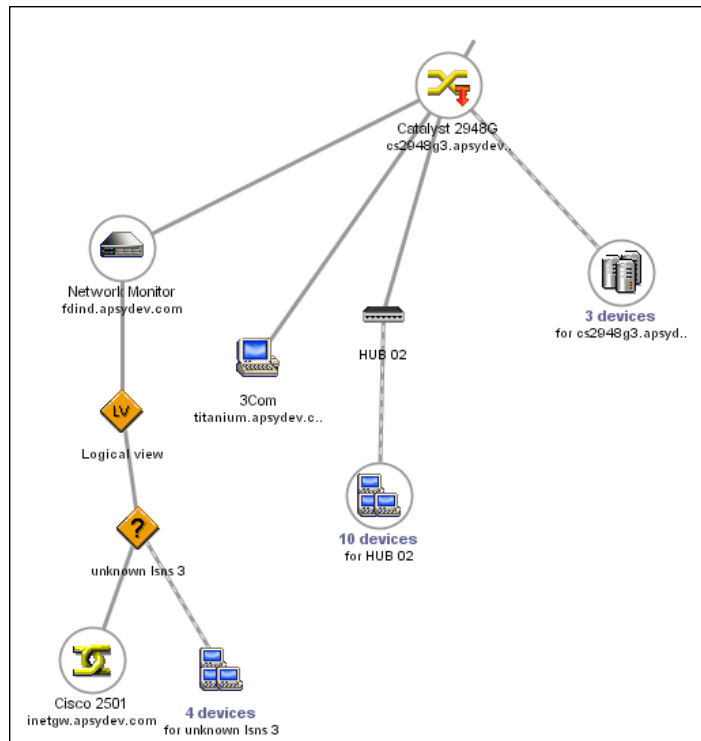 Catalyst 2948G
cs2948g3.apsydev..
Network Monitor
fdind.apsydev.com
3 devices
for cs2948g3.apsyd..
HUB 02
3Com
titanium.apsydev.c..
LV
Logical view
?
unknown lsns 3
10 devices
for HUB 02
Cisco 2501
inetgw.apsydev.com
4 devices
for unknown lsns 3